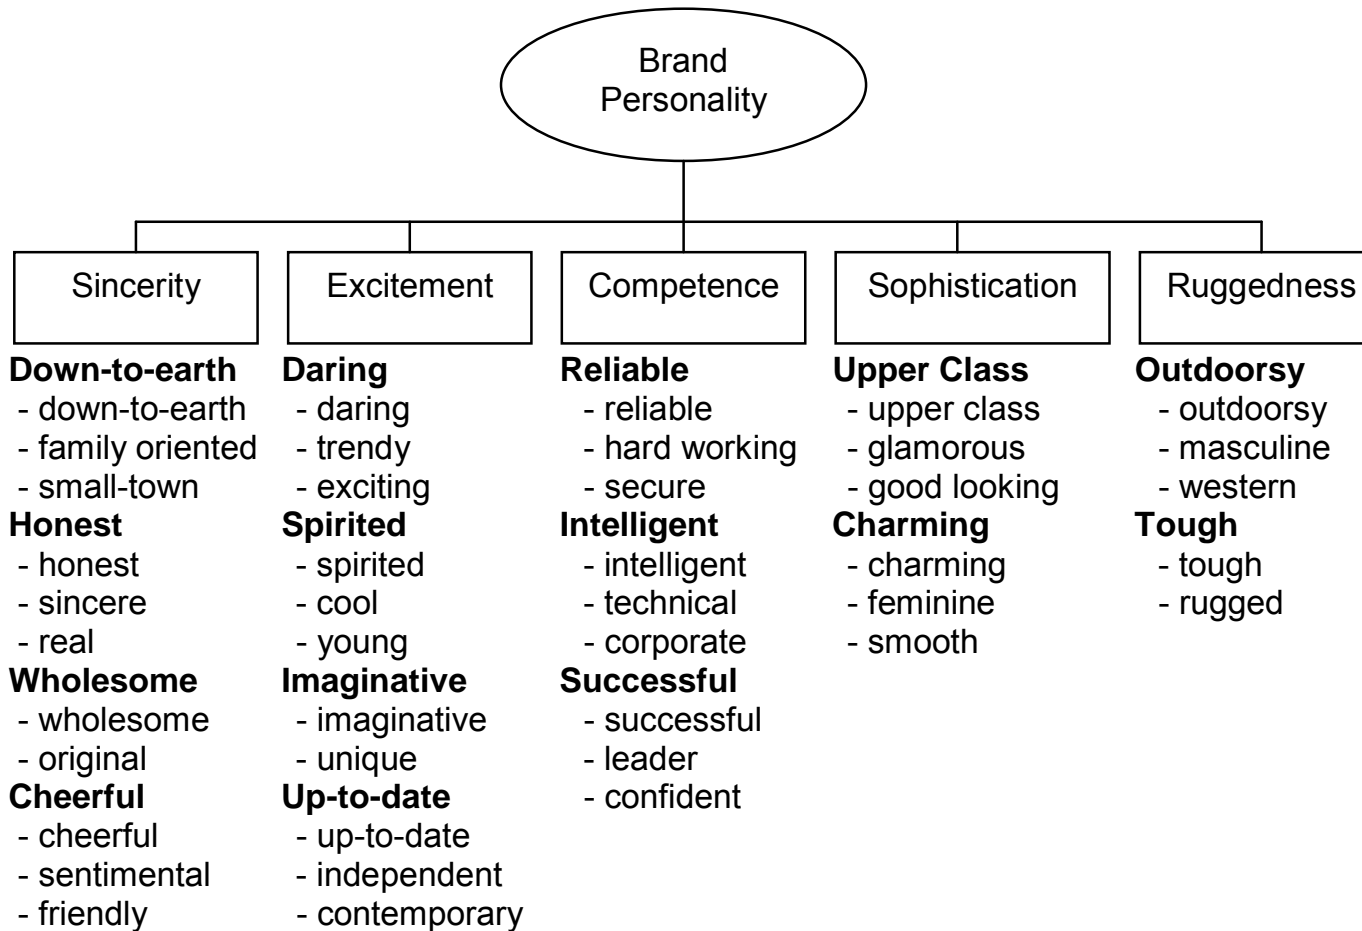 Brand
Personality
Sincerity
Excitement
Competence
Sophistication
Ruggedness
Down-to-earth
- down-to-earth
- family oriented
- small-town
Honest
- honest
- sincere
- real
Wholesome
- wholesome
- original
Cheerful
- cheerful
- sentimental
- friendly
Daring
- daring
- trendy
- exciting
Spirited
- spirited
- cool
- young
Imaginative
- imaginative
- unique
Up-to-date
- up-to-date
- independent
- contemporary
Reliable
- reliable
- hard working
- secure
Intelligent
- intelligent
- technical
- corporate
Successful
- successful
- leader
- confident
Upper Class
- upper class
- glamorous
- good looking
Charming
- charming
- feminine
- smooth
Outdoorsy
- outdoorsy
- masculine
- western
Tough
- tough
- rugged